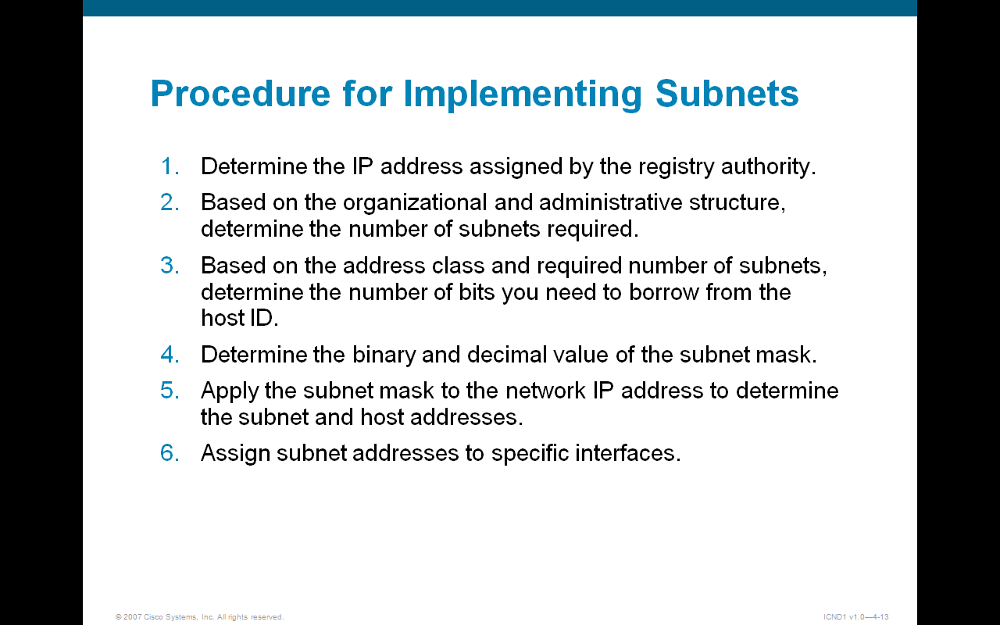 Procedure for Implementing Subnets
1. Determine the IP address assigned by the registry authority.
2. Based on the organizational and administrative structure,
determine the number of subnets required.
3. Based on the address class and required number of subnets,
determine the number of bits you need to borrow from the
host ID.
4. Determine the binary and decimal value of the subnet mask.
5. Apply the subnet mask to the network IP address to determine
the subnet and host addresses.
6. Assign subnet addresses to specific interfaces.
© 2007 Cisco Systems, Inc. All rights reserved.
ICND1 v1.0—4-13